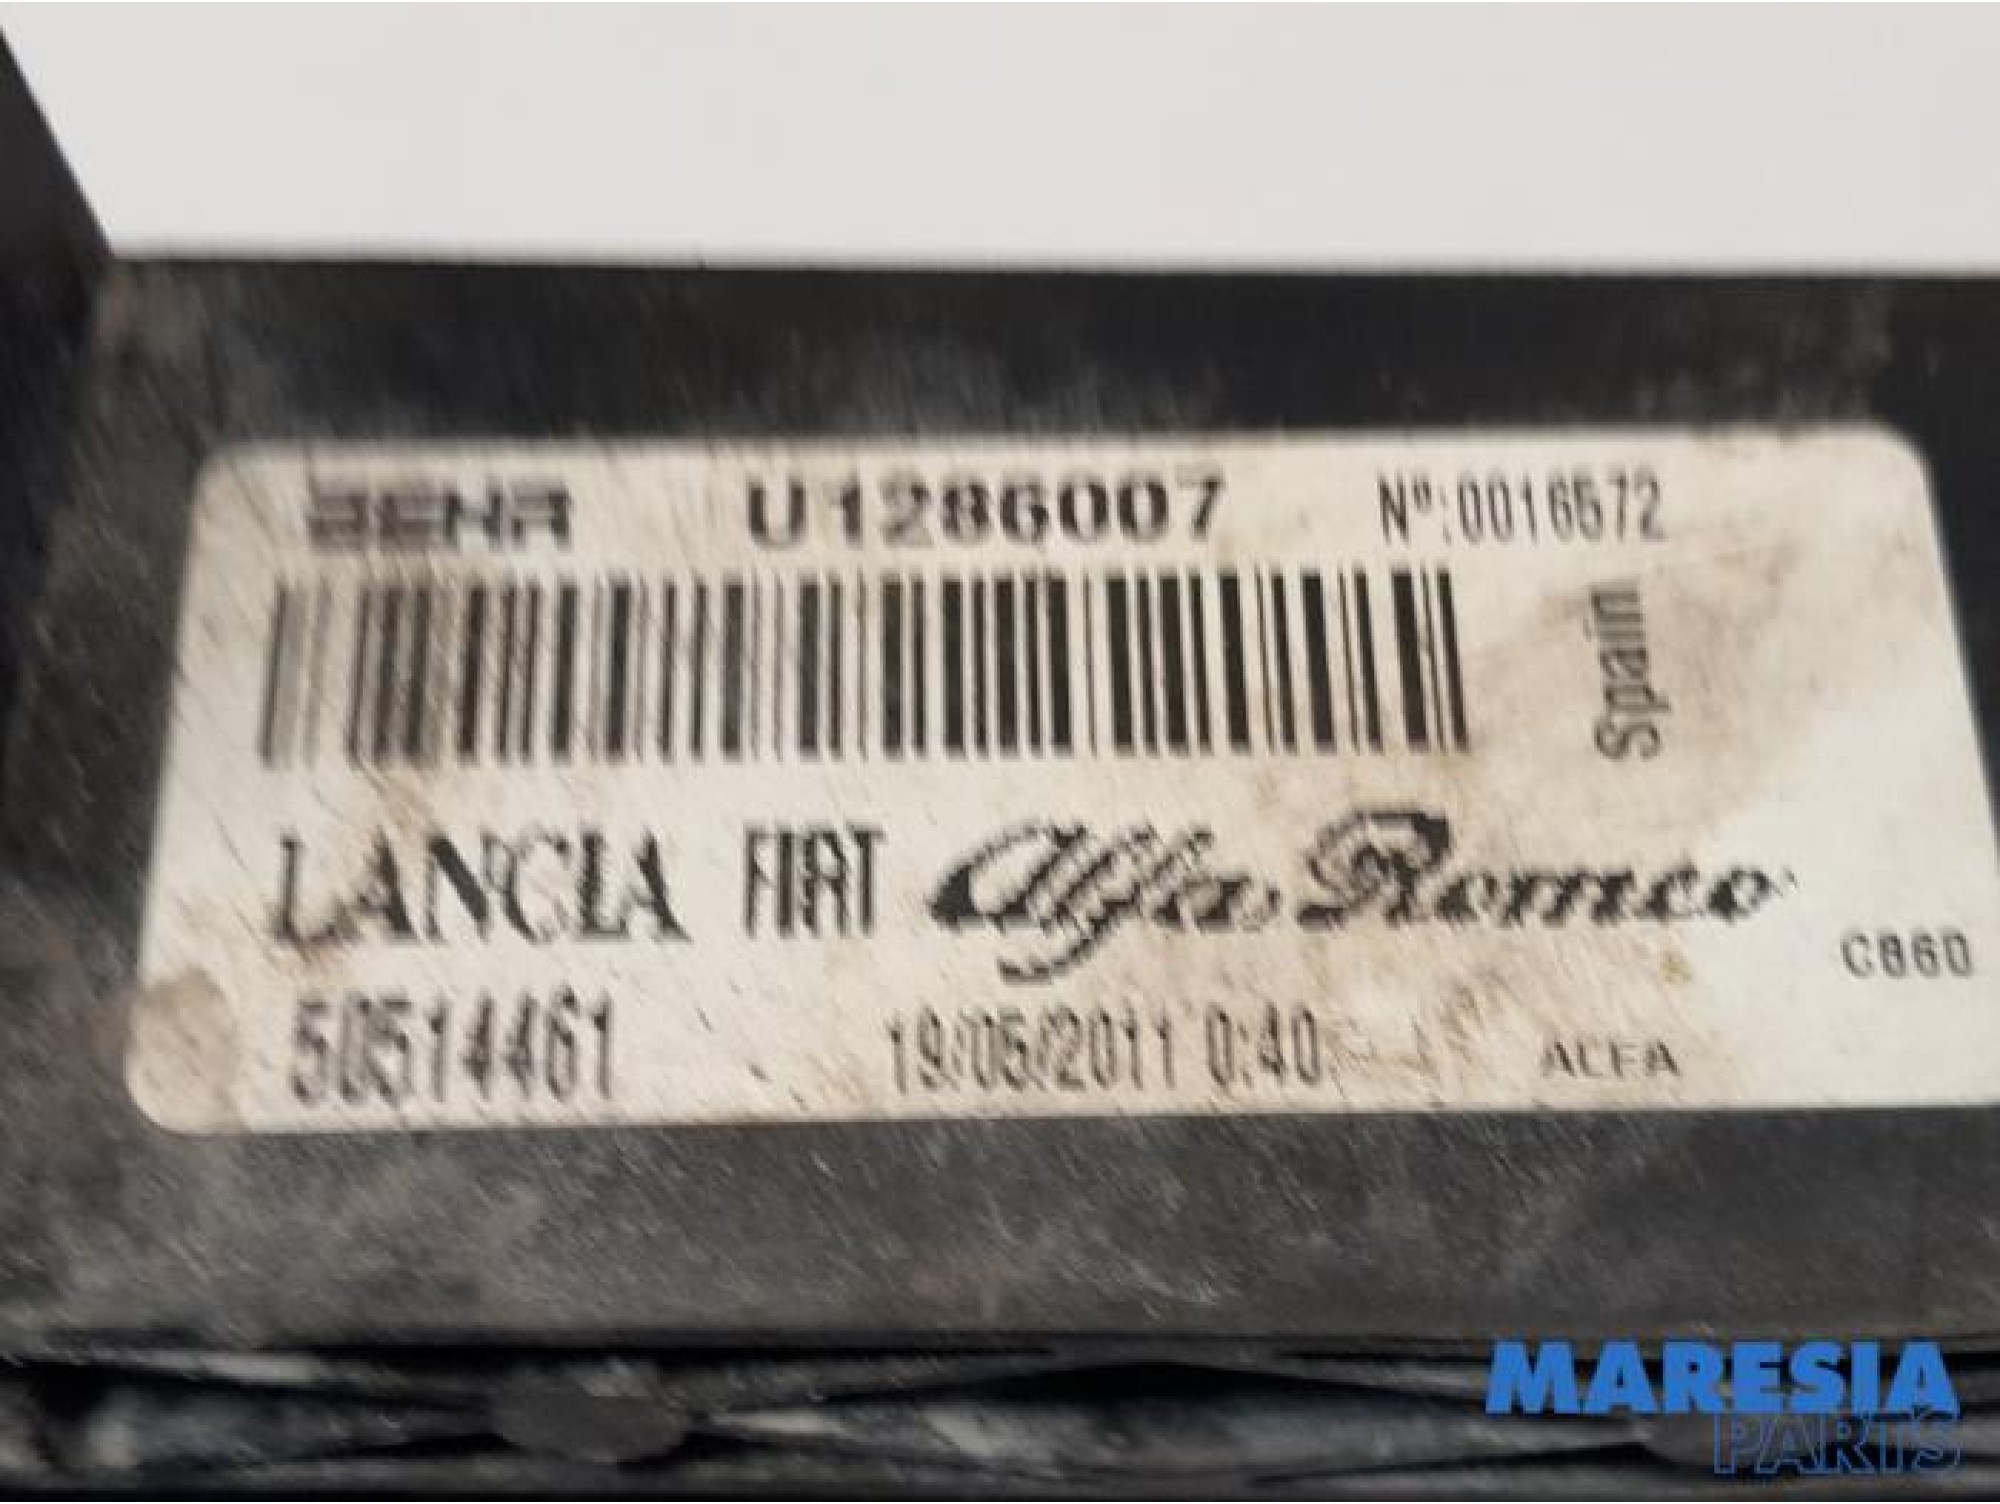 BEHR U1286007 Nº:0016572
Spain
LANCIA FIAT Alfa Romeo
C860
50514461 19/05/2011 0:40 ALFA
MARESIA
PARTS